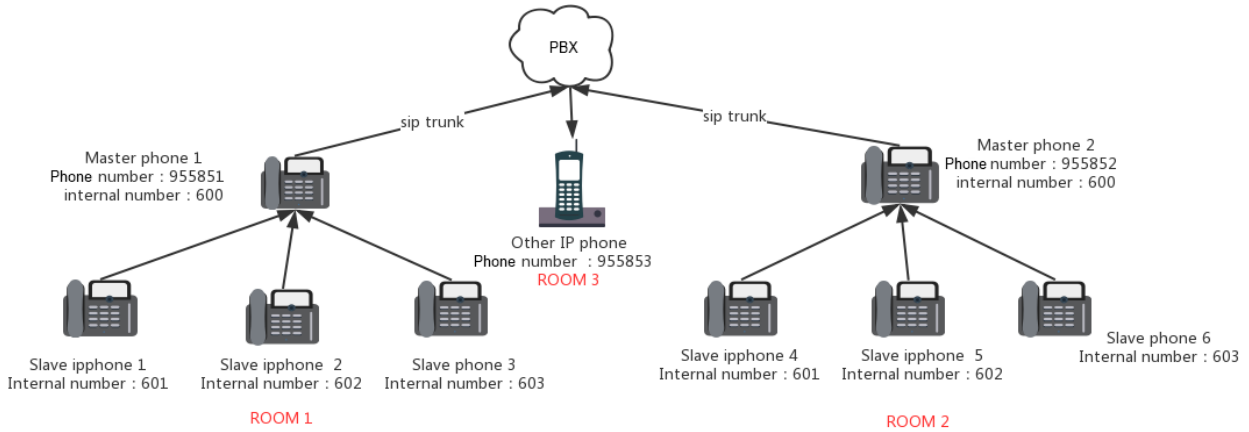 PBX
sip trunk
sip trunk
Master phone 1
Phone number：955851
internal number：600
Master phone 2
Phone number：955852
internal number：600
Other IP phone
Phone number ：955853
ROOM 3
Slave ipphone 1
Internal number：601
Slave ipphone 2
Internal number：602
Slave phone 3
Internal number：603
Slave ipphone 4
Internal number：601
Slave ipphone 5
Internal number：602
Slave phone 6
Internal number：603
ROOM 1
ROOM 2